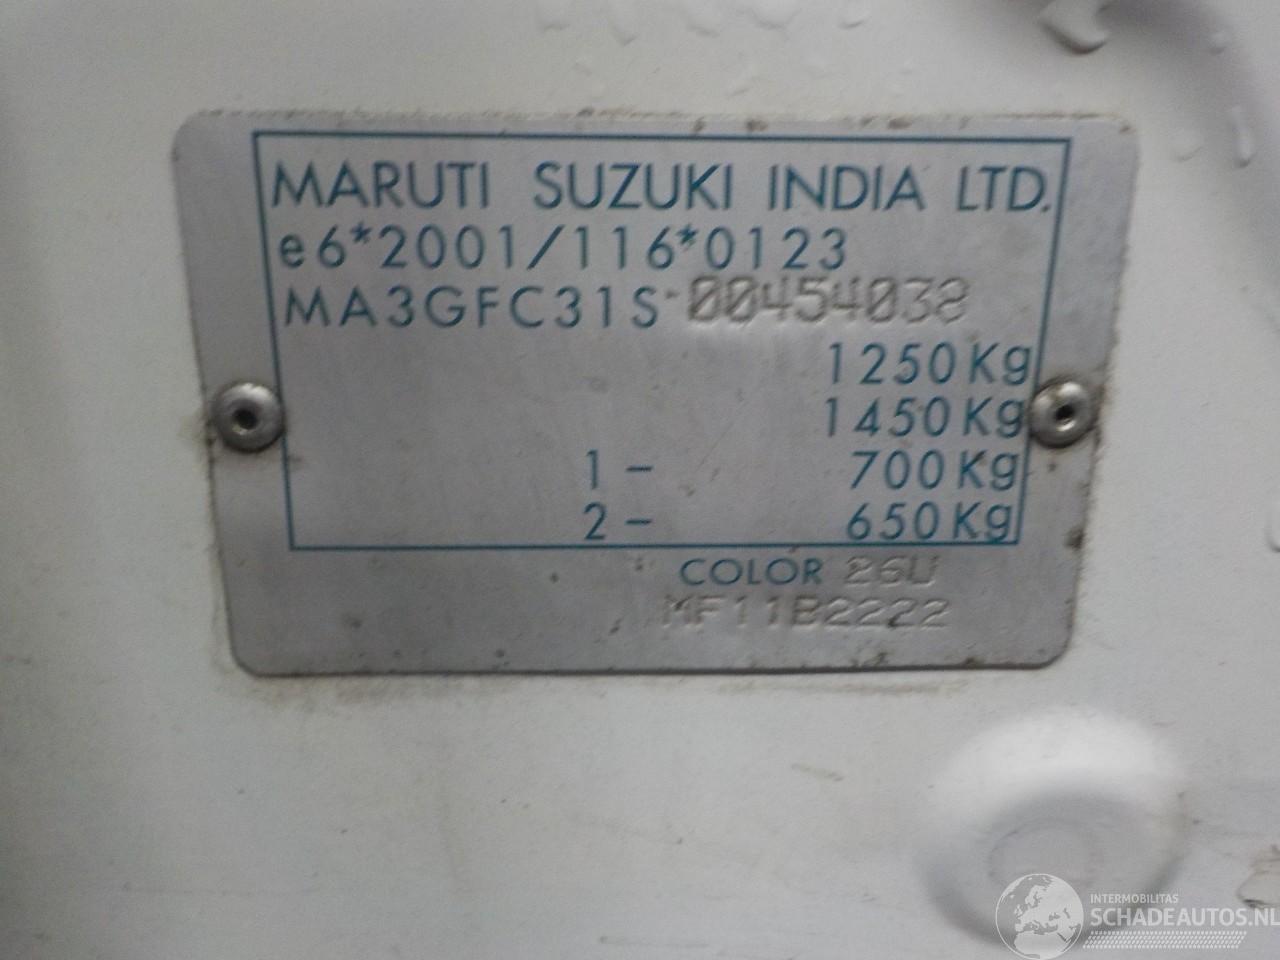 MARUTI SUZUKI INDIA LTD.
e6*2001/116*0123
MA3GFC31S 00454038
1250Kg
1450Kg
1 - 700Kg
2 - 650Kg
COLOR 26U
MF11B2222
INTERMOBILITAS
SCHADEAUTOS.NL